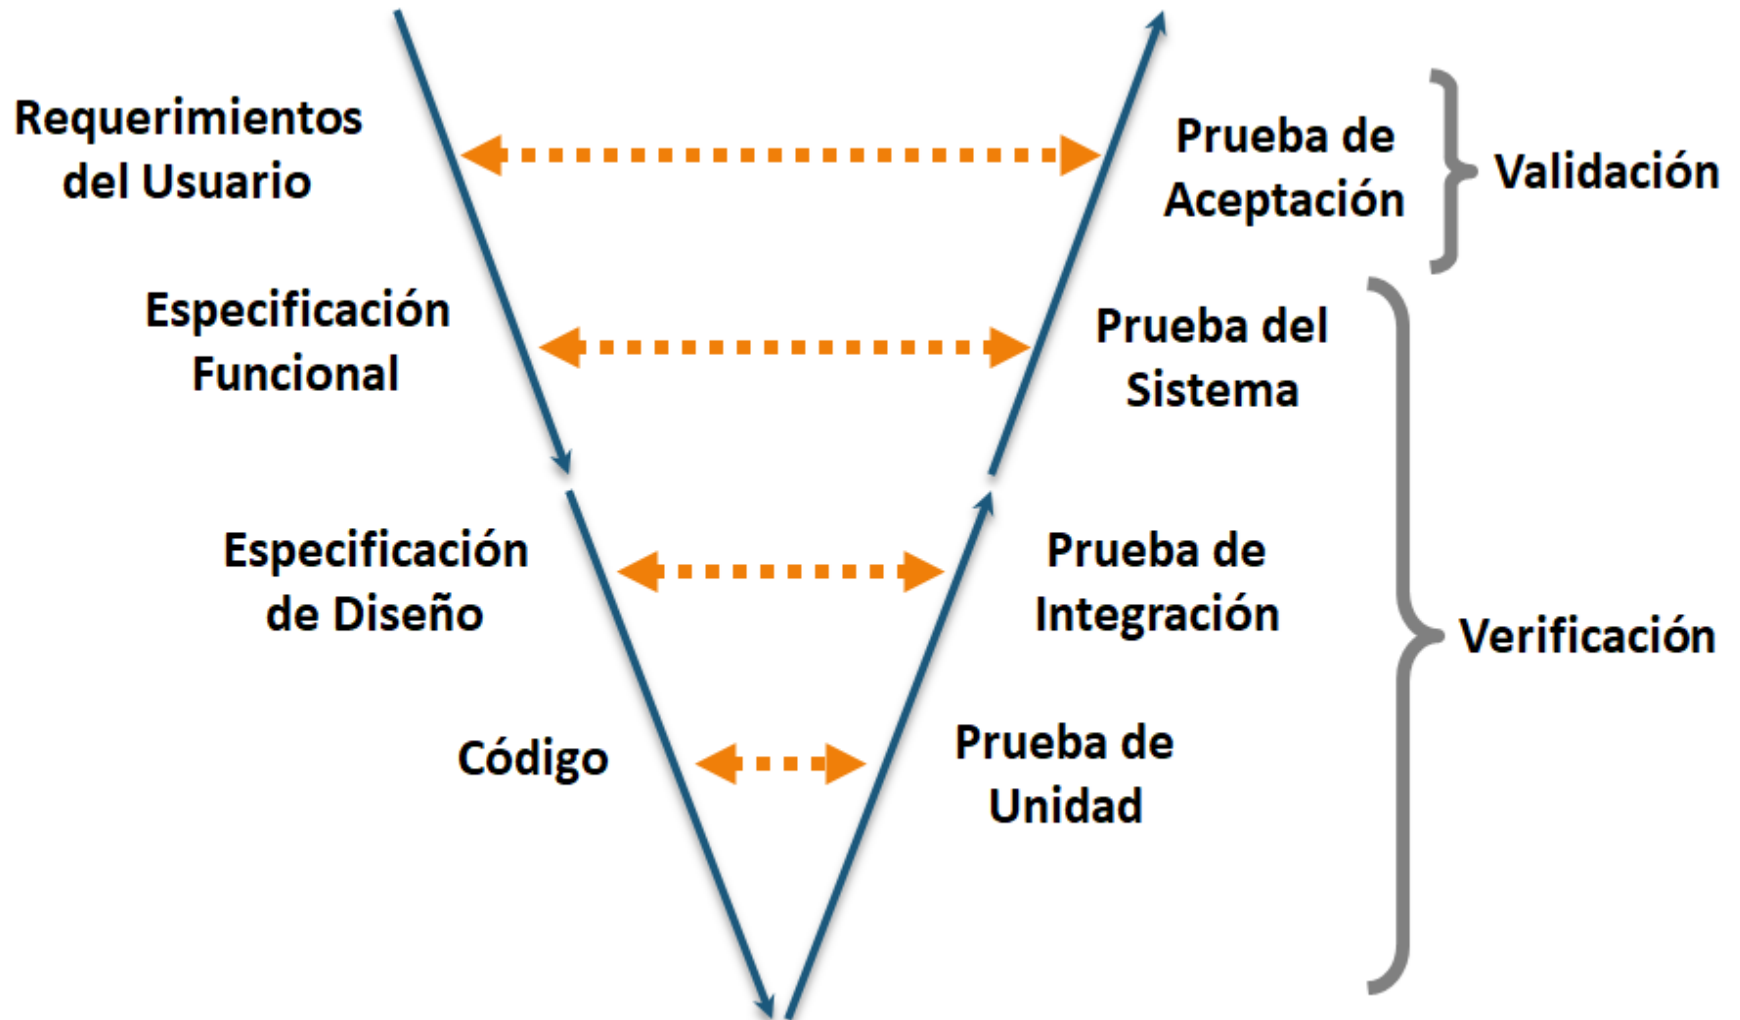 Requerimientos
del Usuario
Prueba de
Aceptación
Validación
Especificación
Funcional
Prueba del
Sistema
Especificación
de Diseño
Prueba de
Integración
Verificación
Código
Prueba de
Unidad